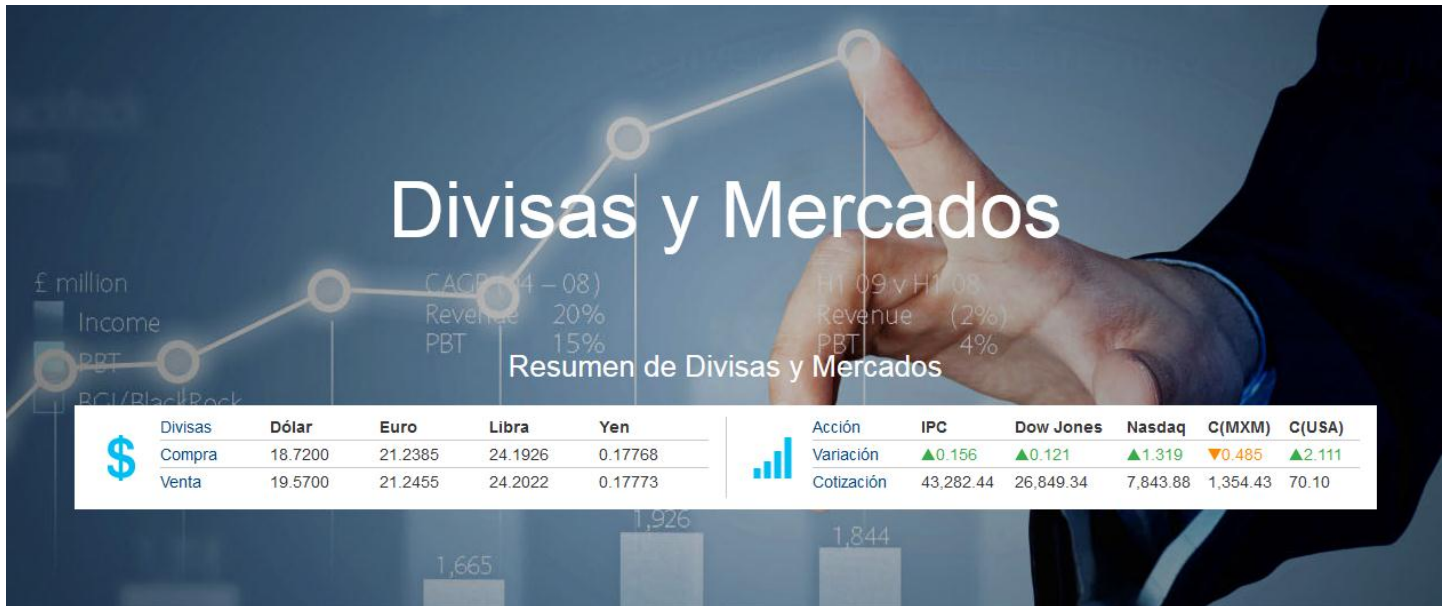 Divisas y Mercados
£ million
Income
PBT
BGI/BlackRock
Revenue 20%
PBT 15%
H1 09 v H1 08
Revenue (2%)
PBT 4%
Resumen de Divisas y Mercados
$
Divisas Dólar Euro Libra Yen
Compra 18.7200 21.2385 24.1926 0.17768
Venta 19.5700 21.2455 24.2022 0.17773
Acción IPC Dow Jones Nasdaq C(MXM) C(USA)
Variación ▲0.156 ▲0.121 ▲1.319 ▼0.485 ▲2.111
Cotización 43,282.44 26,849.34 7,843.88 1,354.43 70.10
1,665
1,926
1,844